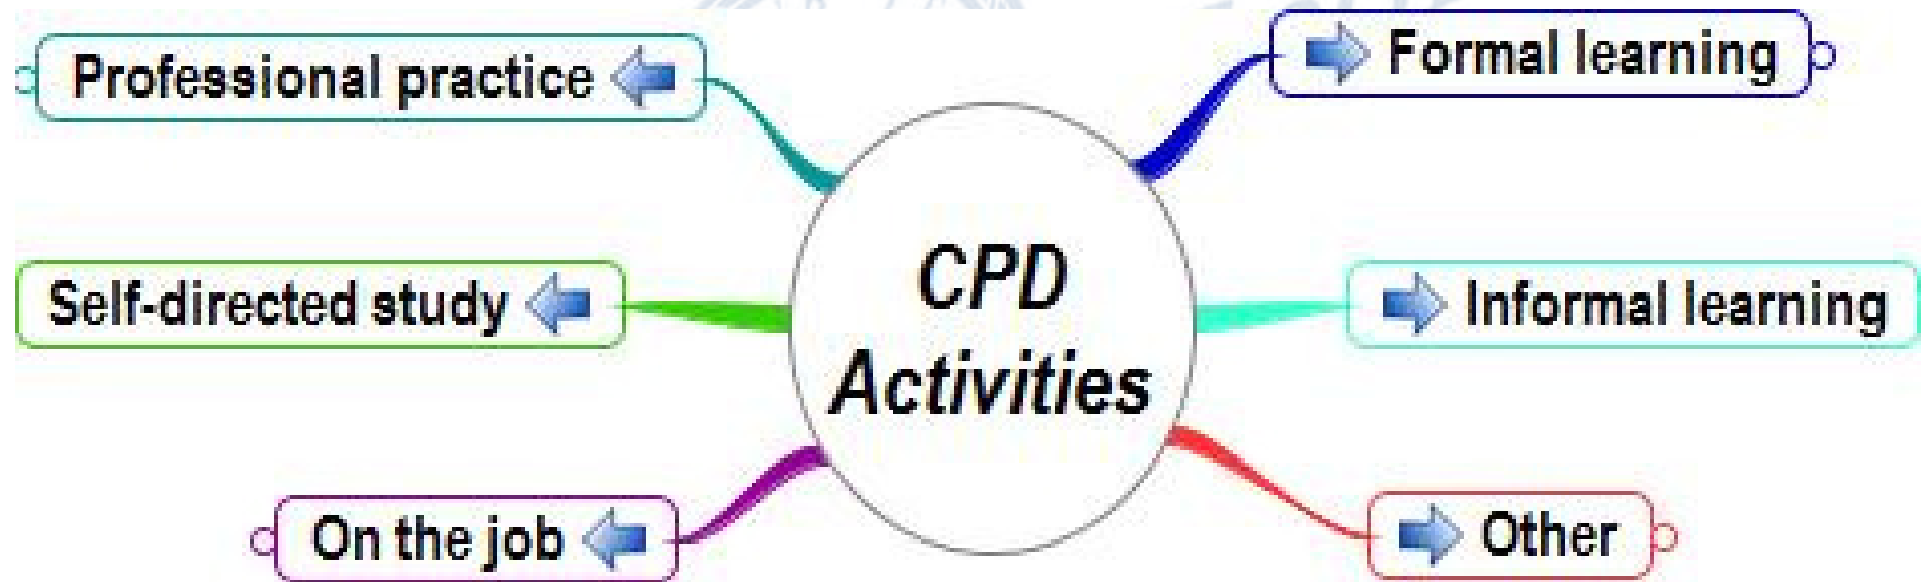 Professional practice
Formal learning
CPD
Activities
Self-directed study
Informal learning
On the job
Other